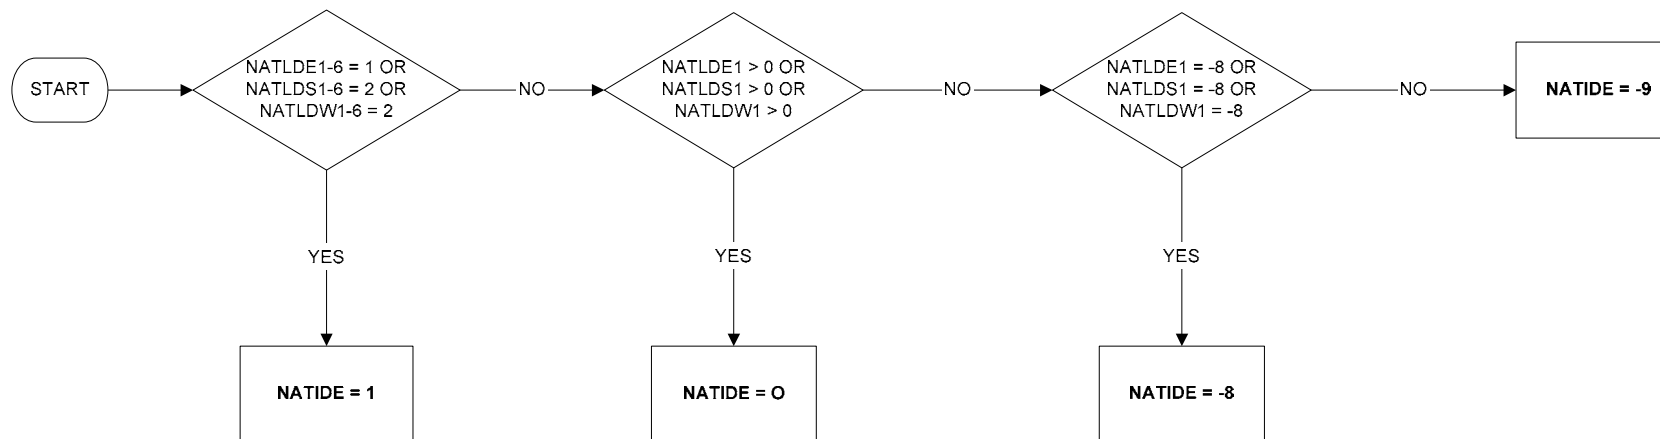 START
NATLDE1-6 = 1 OR
NATLDS1-6 = 2 OR
NATLDW1-6 = 2
NO
NATLDE1 > 0 OR
NATLDS1 > 0 OR
NATLDW1 > 0
NO
NATLDE1 = -8 OR
NATLDS1 = -8 OR
NATLDW1 = -8
NO
NATIDE = -9
YES
YES
YES
NATIDE = 1
NATIDE = O
NATIDE = -8